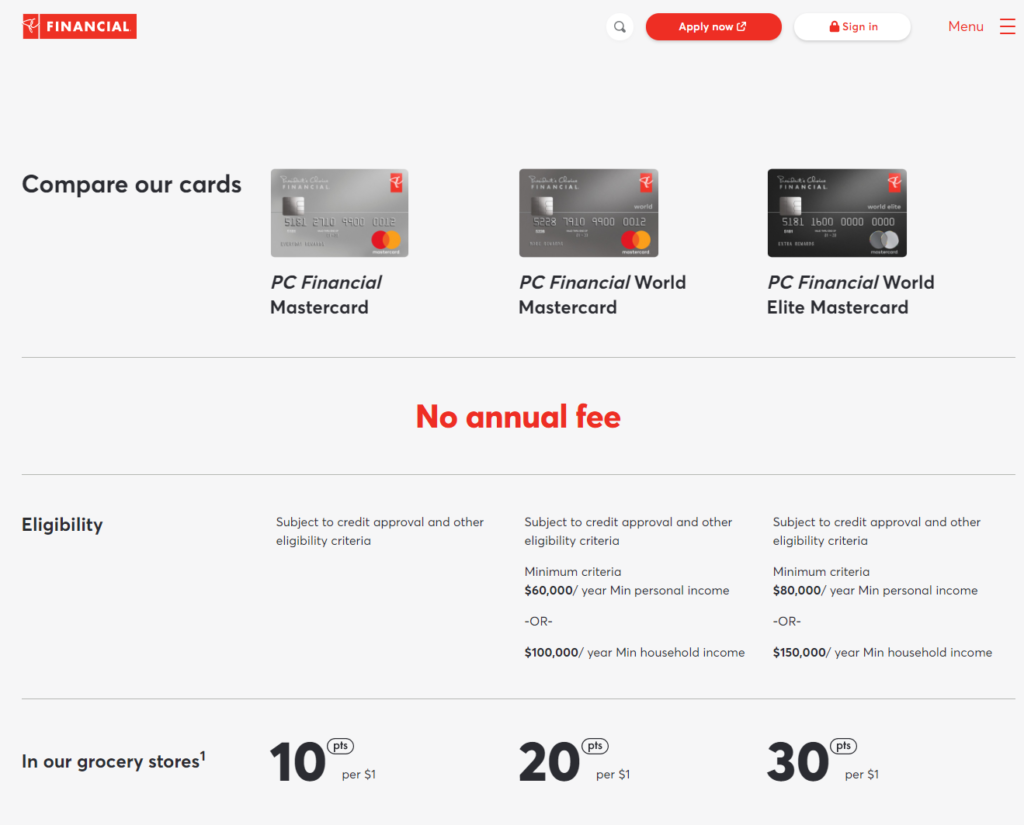 FINANCIAL
Apply now
Sign in
Menu
Compare our cards
President's Choice
FINANCIAL
5181 2710 9900 0012
mastercard
President's Choice
FINANCIAL
world
5228 7910 9900 0012
mastercard
President's Choice
FINANCIAL
world elite
5181 1600 0000 0000
mastercard
PC Financial
Mastercard
PC Financial World
Mastercard
PC Financial World
Elite Mastercard
No annual fee
Eligibility
Subject to credit approval and other
eligibility criteria
Subject to credit approval and other
eligibility criteria
Minimum criteria
$60,000/ year Min personal income
-OR-
$100,000/ year Min household income
Subject to credit approval and other
eligibility criteria
Minimum criteria
$80,000/ year Min personal income
-OR-
$150,000/ year Min household income
In our grocery stores1
10 pts per $1
20 pts per $1
30 pts per $1